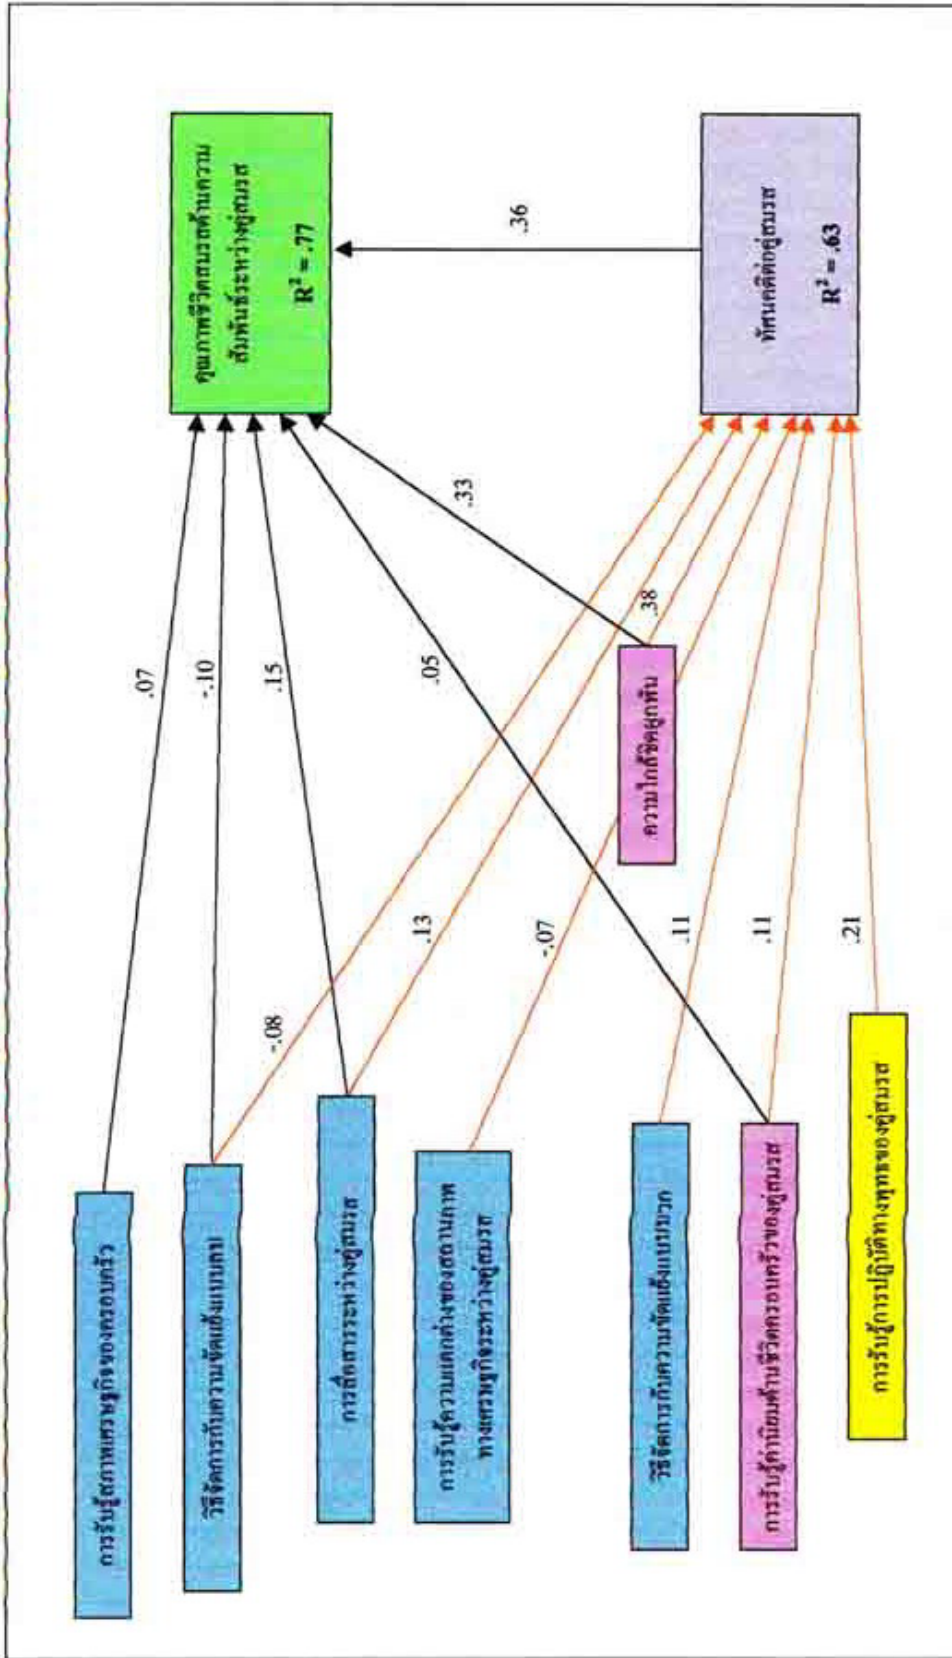 การรับรู้สภาพเศรษฐกิจของครอบครัว
วิธีจัดการกับความขัดแย้งแบบลบ
การสื่อสารระหว่างคู่สมรส
การรับรู้ความแตกต่างของสถานภาพ
ทางเศรษฐกิจระหว่างคู่สมรส
วิธีจัดการกับความขัดแย้งแบบบวก
การรับรู้ค่านิยมด้านชีวิตครอบครัวของคู่สมรส
การรับรู้การปฏิบัติทางพุทธของคู่สมรส
ความใกล้ชิดผูกพัน
.07
-.10
.15
.05
.33
-.08
.13
-.07
.38
.11
.11
.21
คุณภาพชีวิตสมรสด้านความ
สัมพันธ์ระหว่างคู่สมรส
R² = .77
.36
ทัศนคติต่อคู่สมรส
R² = .63